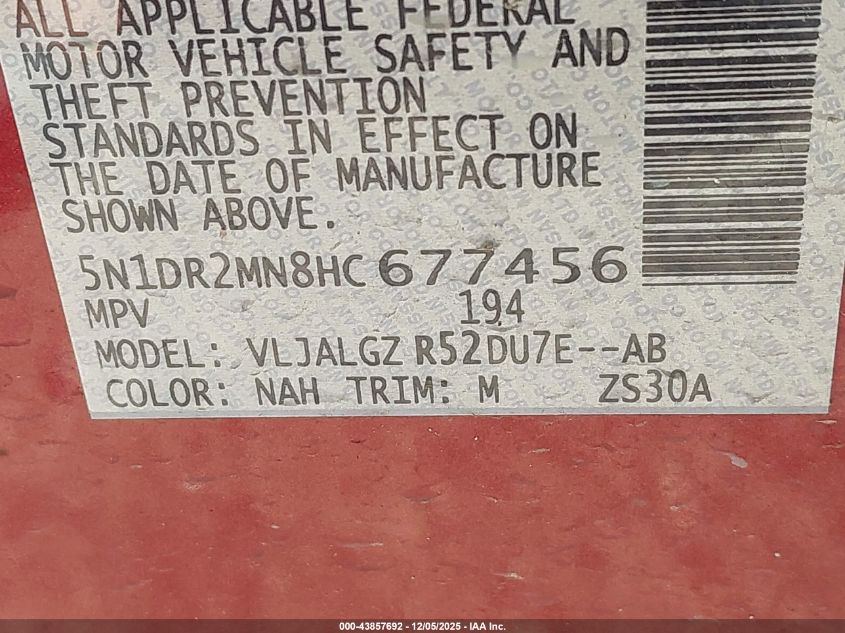 ALL APPLICABLE FEDERAL
MOTOR VEHICLE SAFETY AND
THEFT PREVENTION
STANDARDS IN EFFECT ON
THE DATE OF MANUFACTURE
SHOWN ABOVE.
5N1DR2MN8HC677456
MPV 194
MODEL: VLJALGZ R52DU7E--AB
COLOR: NAH TRIM: M ZS30A
000-43857692 | 12/05/2025 - IAA Inc.